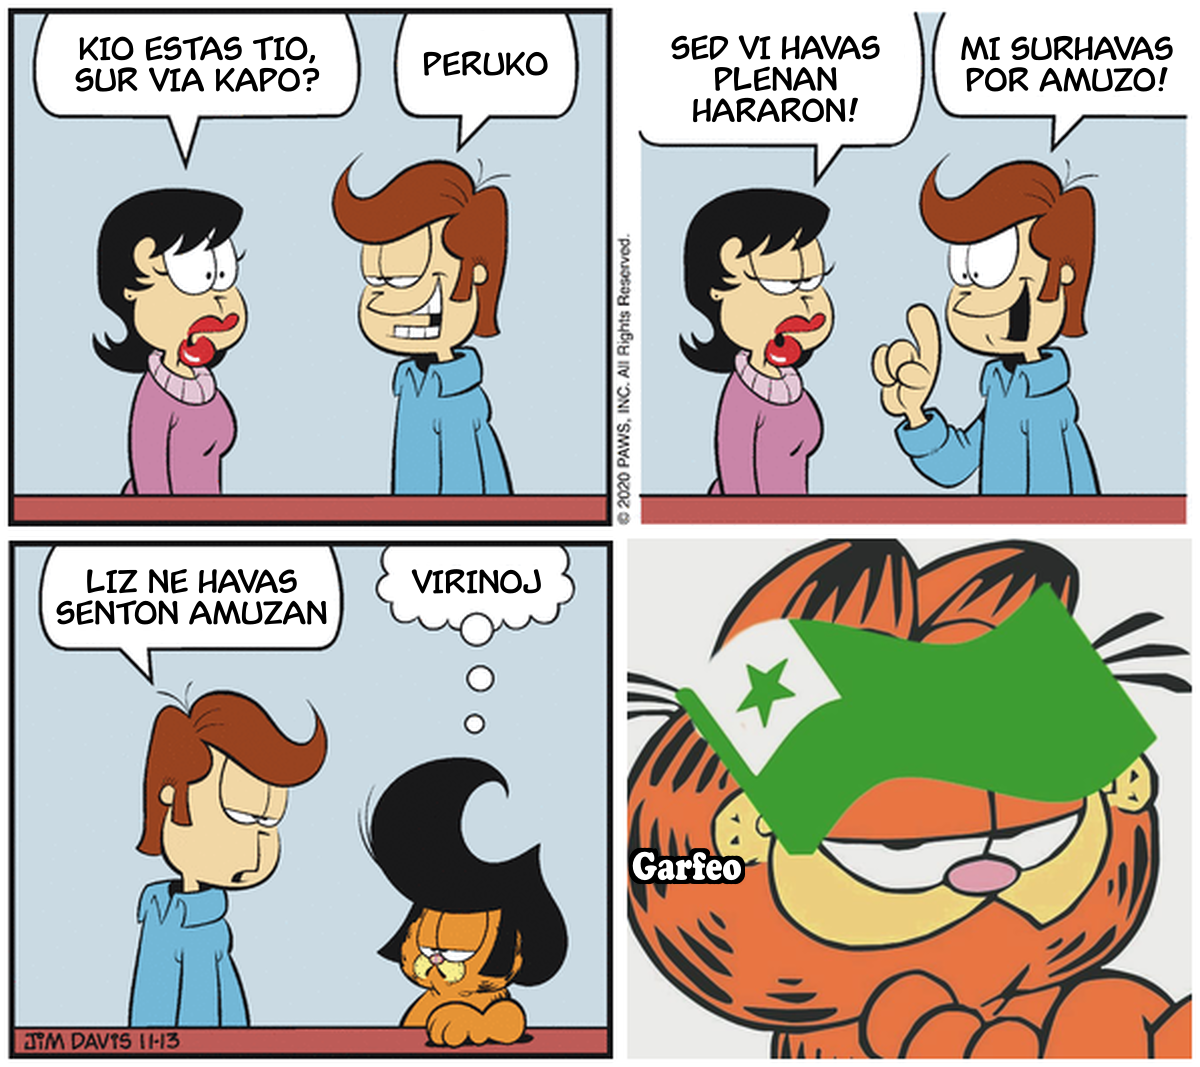 KIO ESTAS TIO,
SUR VIA KAPO?
PERUKO
SED VI HAVAS
PLENAN
HARARON!
MI SURHAVAS
POR AMUZO!
© 2020 PAWS, INC. All Rights Reserved.
LIZ NE HAVAS
SENTON AMUZAN
VIRINOJ
JIM DAVIS 11-13
Garfeo